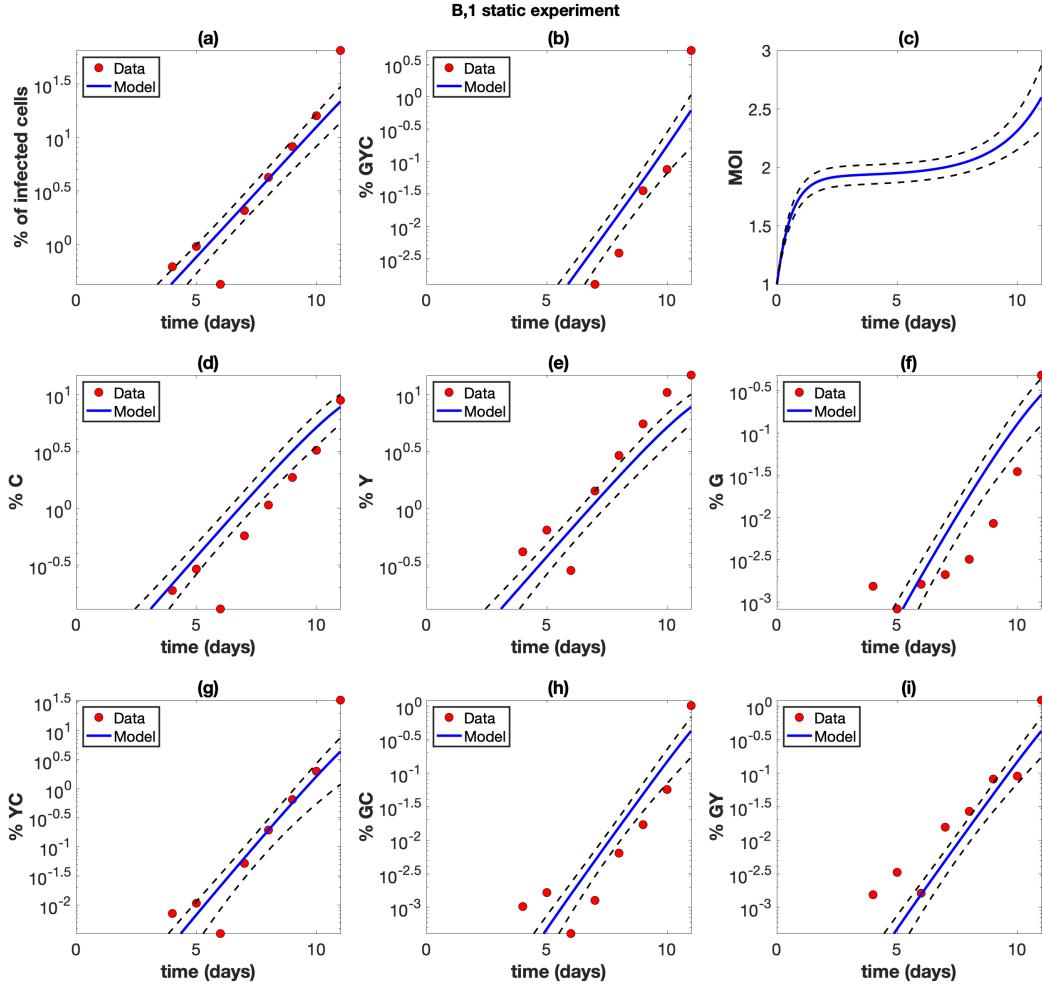 B,1 static experiment
(a)
% of infected cells
10^1.5
10^1
10^0.5
10^0
Data
Model
0
5
10
time (days)
(b)
% GYC
10^0.5
10^0
10^-0.5
10^-1
10^-1.5
10^-2
10^-2.5
Data
Model
0
5
10
time (days)
(c)
MOI
3
2.5
2
1.5
1
0
5
10
time (days)
(d)
% C
10^1
10^0.5
10^0
10^-0.5
Data
Model
0
5
10
time (days)
(e)
% Y
10^1
10^0.5
10^0
10^-0.5
Data
Model
0
5
10
time (days)
(f)
% G
10^-0.5
10^-1
10^-1.5
10^-2
10^-2.5
10^-3
Data
Model
0
5
10
time (days)
(g)
% YC
10^1.5
10^1
10^0.5
10^0
10^-0.5
10^-1
10^-1.5
10^-2
Data
Model
0
5
10
time (days)
(h)
% GC
10^0
10^-0.5
10^-1
10^-1.5
10^-2
10^-2.5
10^-3
Data
Model
0
5
10
time (days)
(i)
% GY
10^0
10^-0.5
10^-1
10^-1.5
10^-2
10^-2.5
10^-3
Data
Model
0
5
10
time (days)